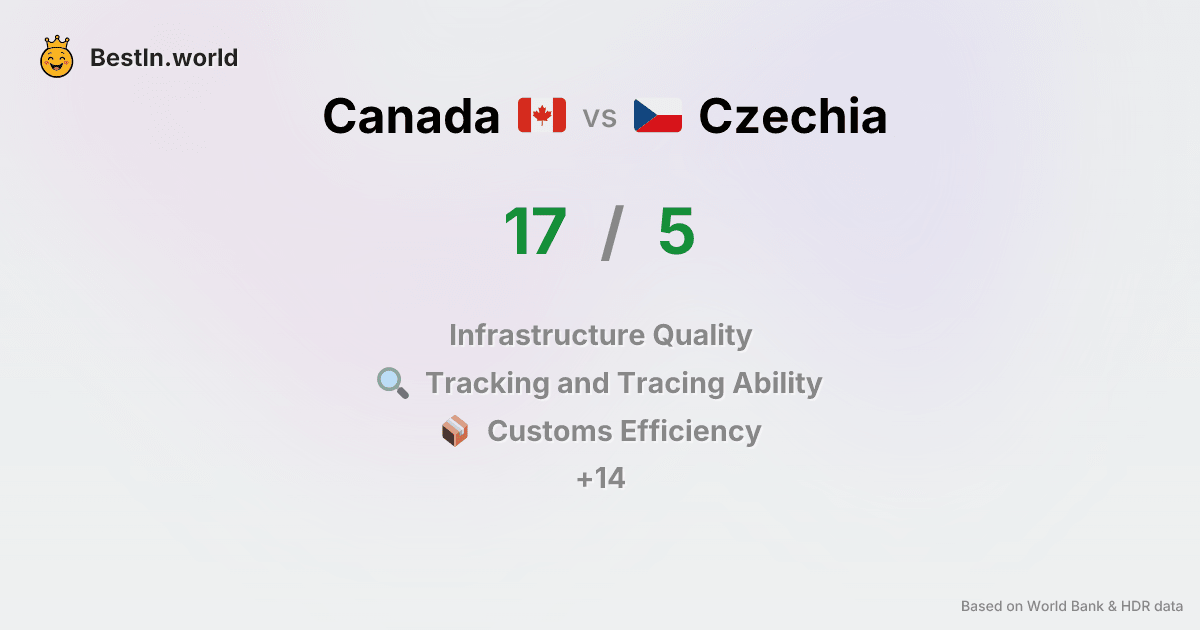 BestIn.world
Canada vs Czechia
17 / 5
Infrastructure Quality
Tracking and Tracing Ability
Customs Efficiency
+14
Based on World Bank & HDR data